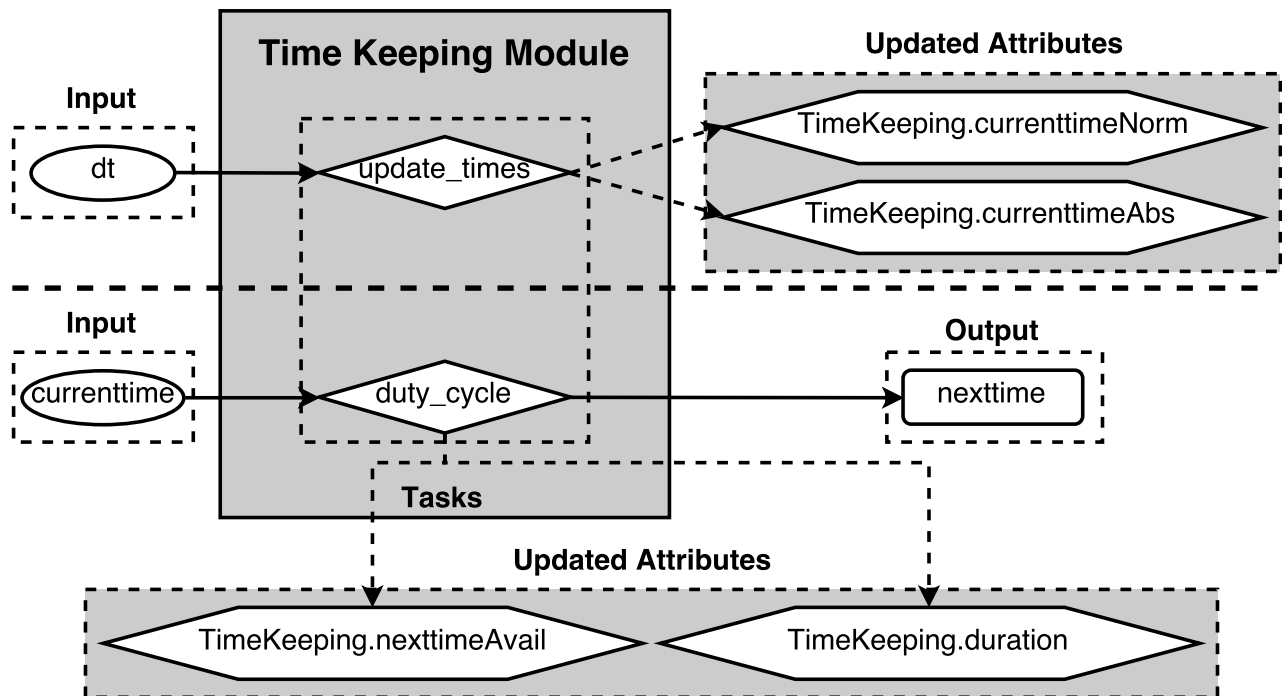 Time Keeping Module
Updated Attributes
Input
TimeKeeping.currenttimeNorm
dt
update_times
TimeKeeping.currenttimeAbs
Input
Output
currenttime
duty_cycle
nexttime
Tasks
Updated Attributes
TimeKeeping.nexttimeAvail
TimeKeeping.duration